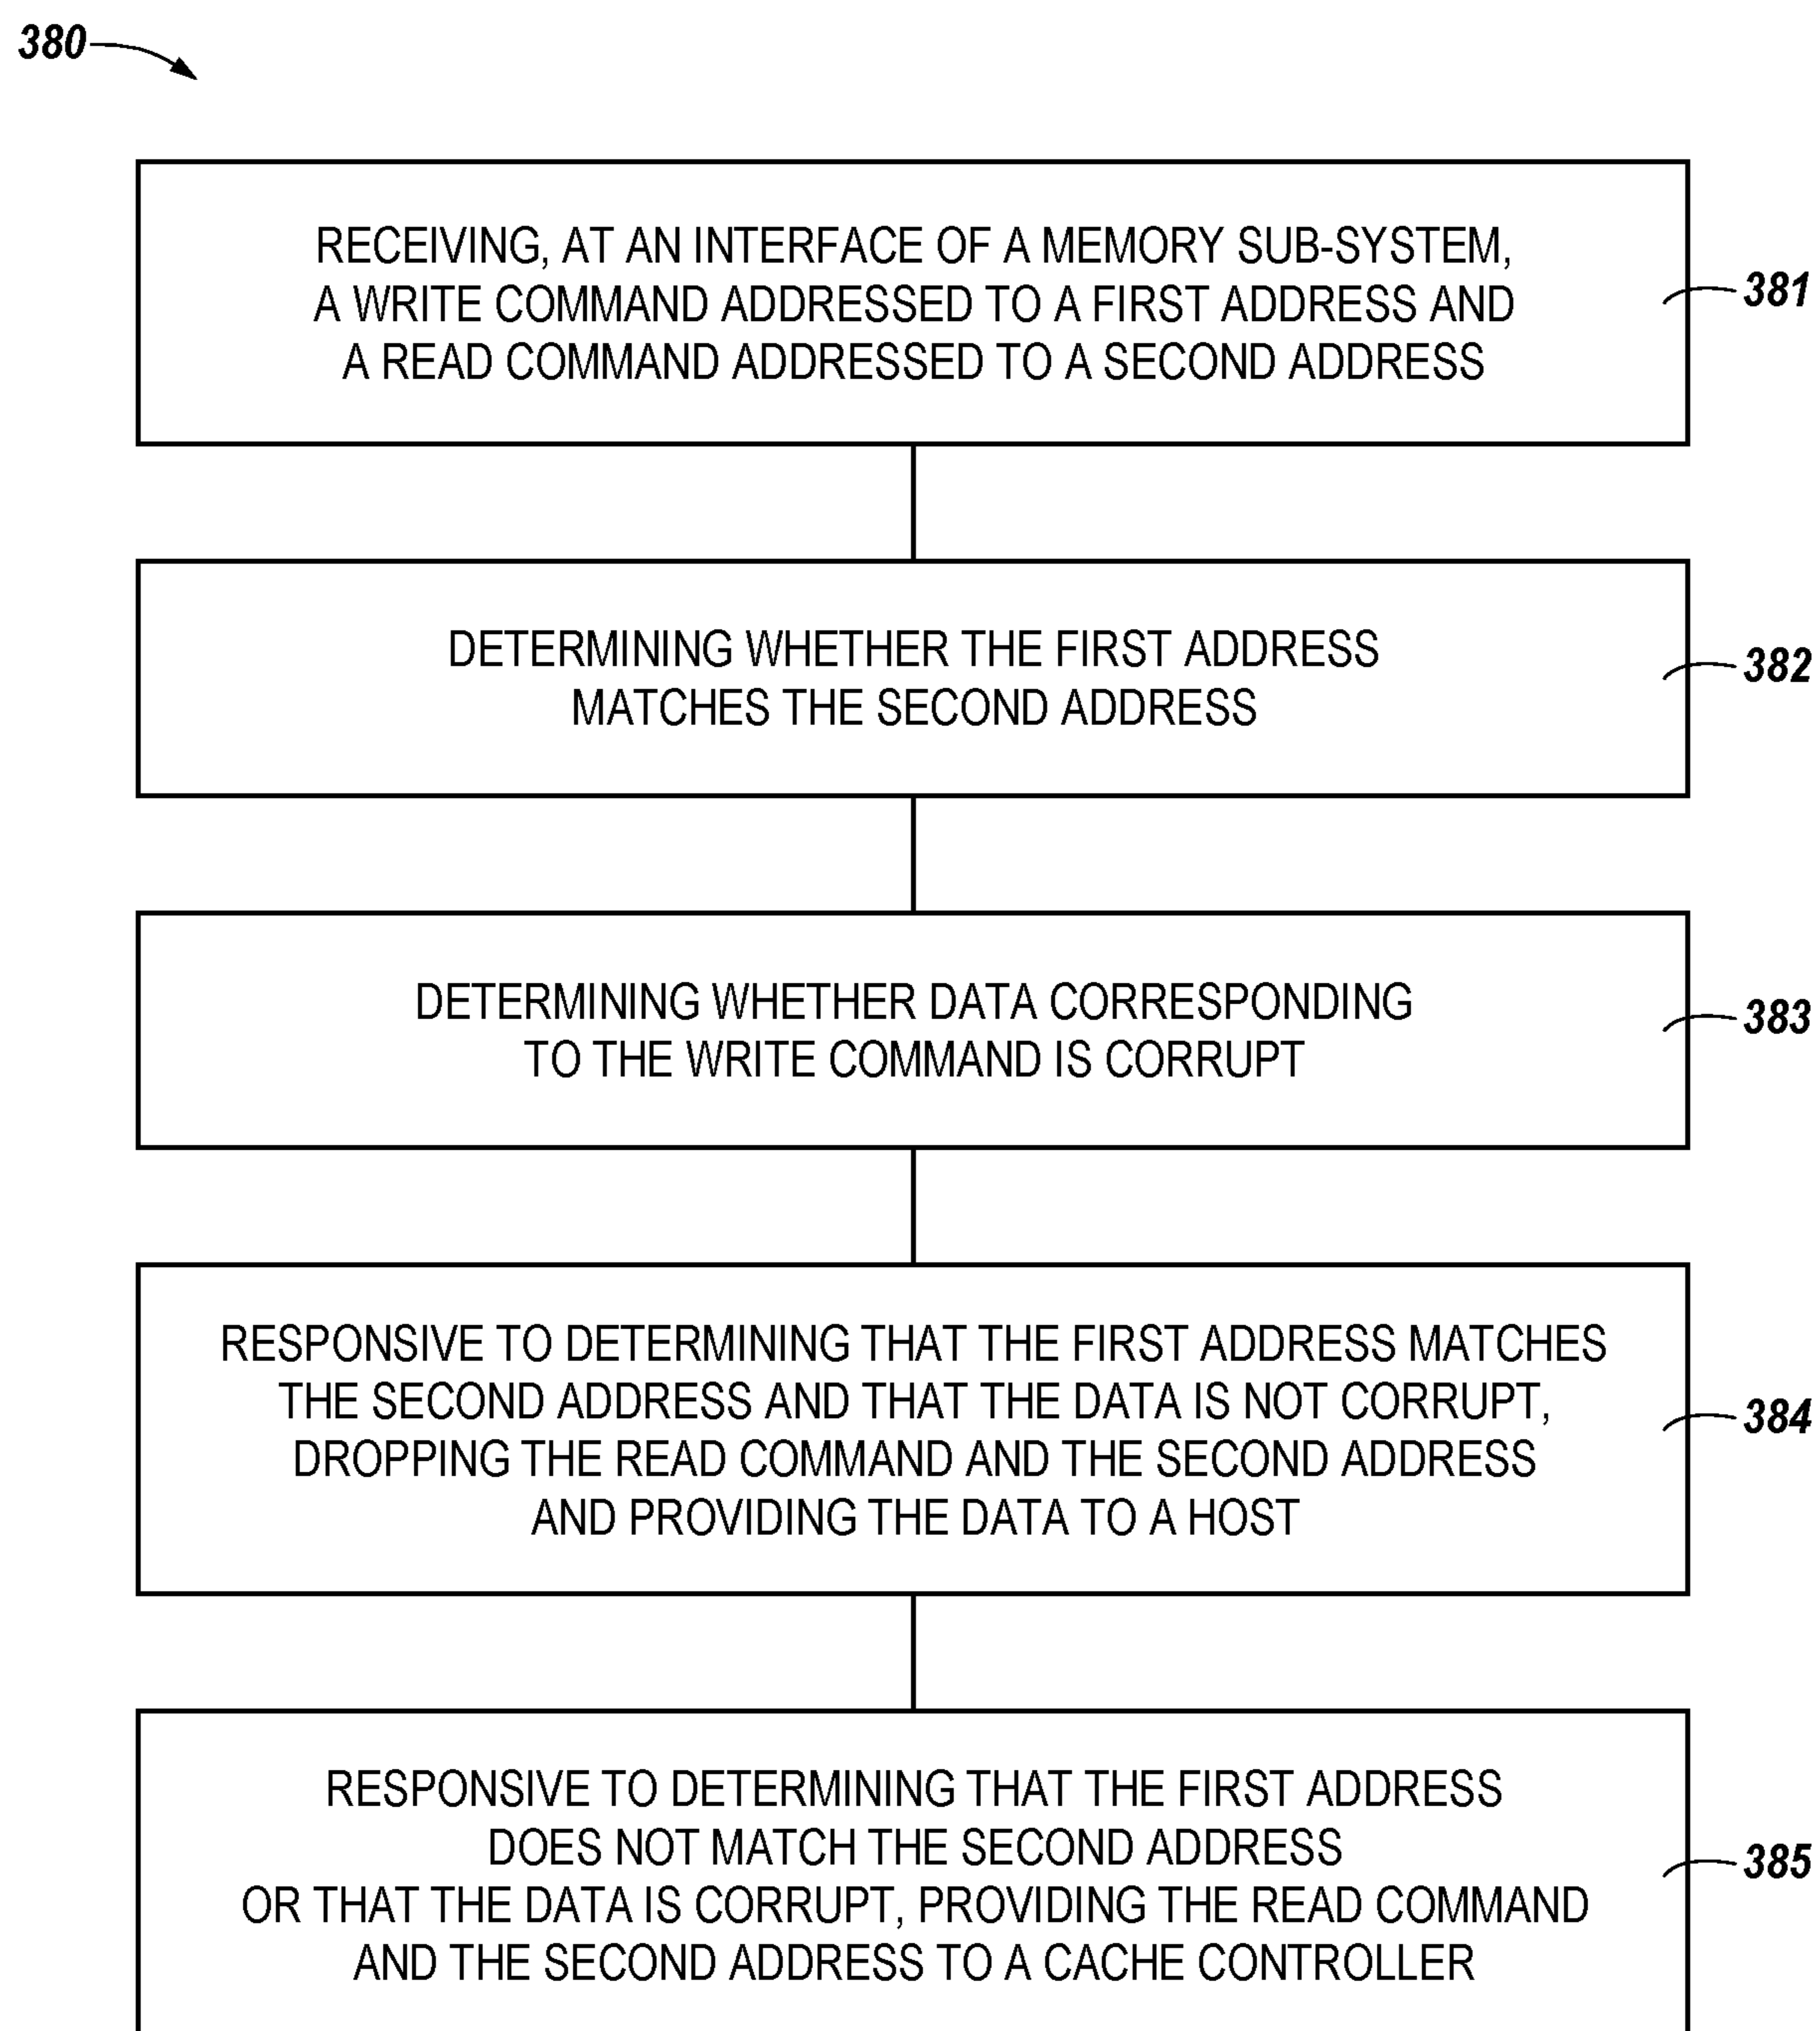 380
RECEIVING, AT AN INTERFACE OF A MEMORY SUB-SYSTEM,
A WRITE COMMAND ADDRESSED TO A FIRST ADDRESS AND
A READ COMMAND ADDRESSED TO A SECOND ADDRESS
381
DETERMINING WHETHER THE FIRST ADDRESS
MATCHES THE SECOND ADDRESS
382
DETERMINING WHETHER DATA CORRESPONDING
TO THE WRITE COMMAND IS CORRUPT
383
RESPONSIVE TO DETERMINING THAT THE FIRST ADDRESS MATCHES
THE SECOND ADDRESS AND THAT THE DATA IS NOT CORRUPT,
DROPPING THE READ COMMAND AND THE SECOND ADDRESS
AND PROVIDING THE DATA TO A HOST
384
RESPONSIVE TO DETERMINING THAT THE FIRST ADDRESS
DOES NOT MATCH THE SECOND ADDRESS
OR THAT THE DATA IS CORRUPT, PROVIDING THE READ COMMAND
AND THE SECOND ADDRESS TO A CACHE CONTROLLER
385